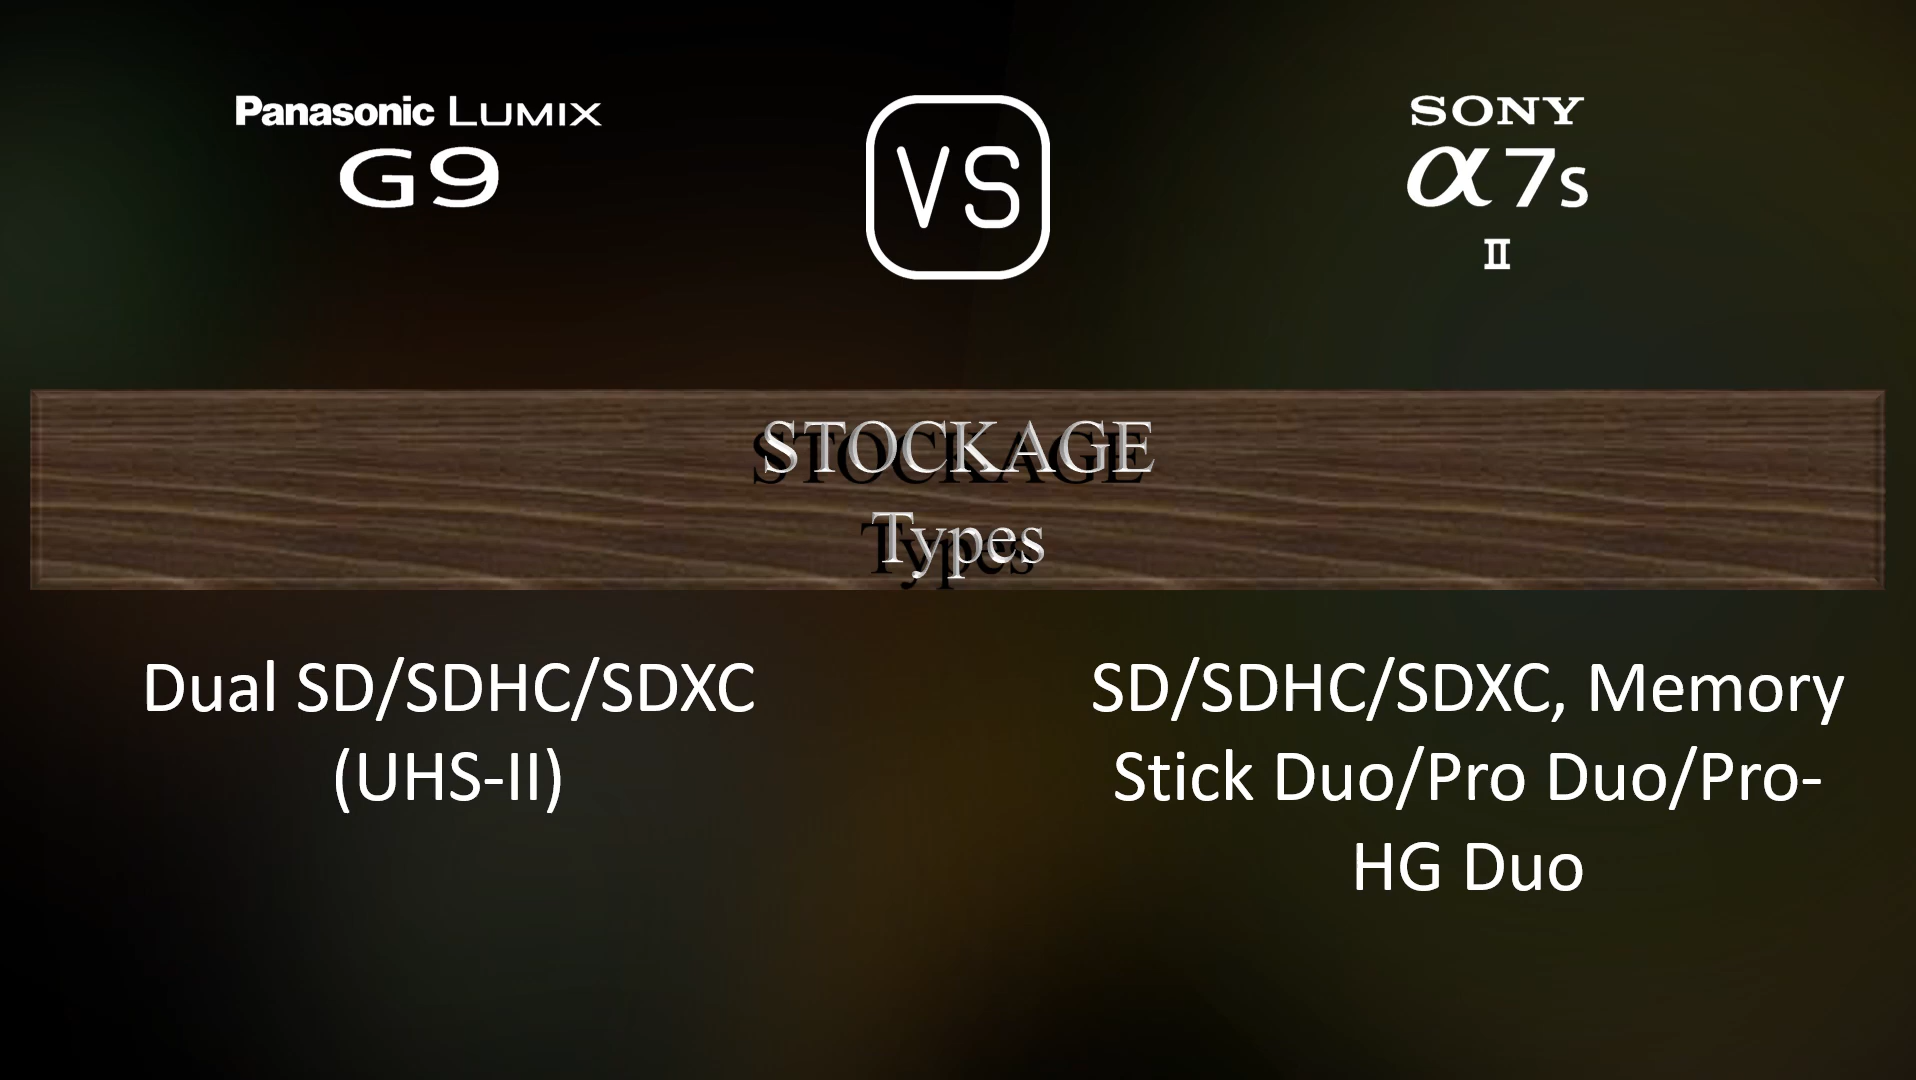 Panasonic LUMIX
G9
VS
SONY
α7s
II
STOCKAGE
Types
Dual SD/SDHC/SDXC
(UHS-II)
SD/SDHC/SDXC, Memory
Stick Duo/Pro Duo/Pro-
HG Duo